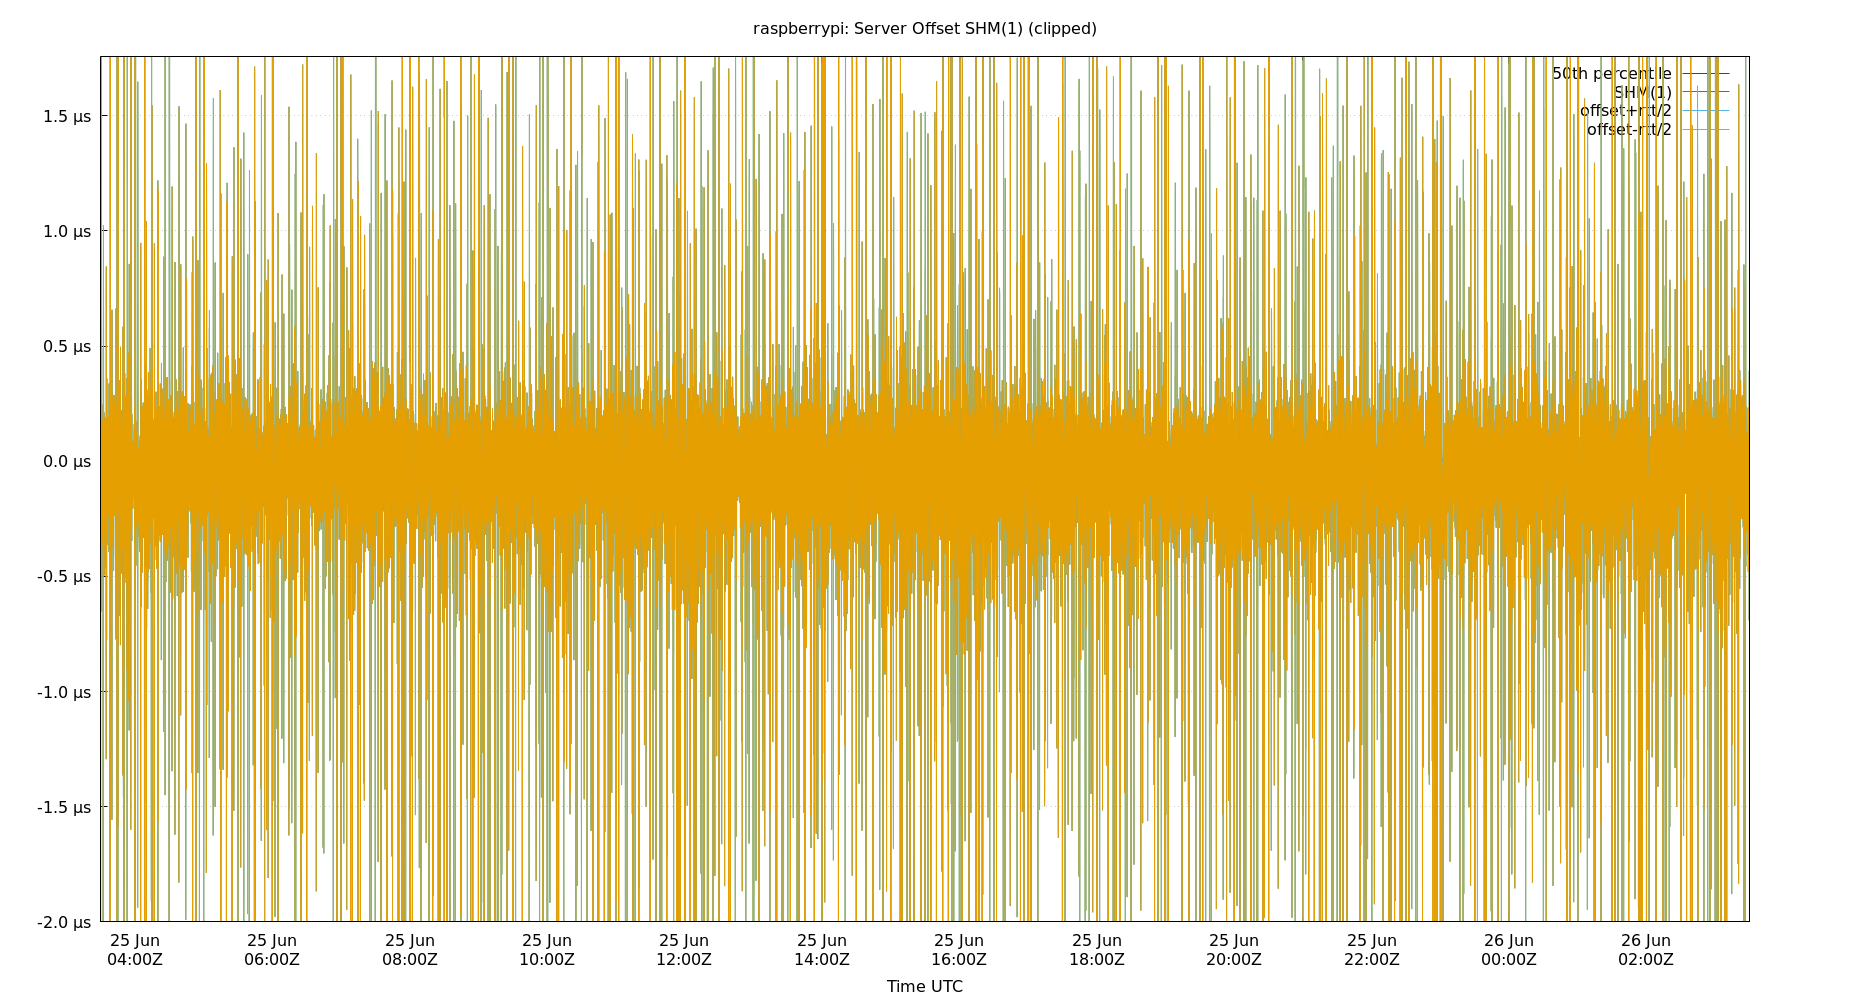 raspberrypi: Server Offset SHM(1) (clipped)
50th percentile
SHM(1)
offset+rtt/2
offset-rtt/2
1.5 µs
1.0 µs
0.5 µs
0.0 µs
-0.5 µs
-1.0 µs
-1.5 µs
-2.0 µs
25 Jun 25 Jun 25 Jun 25 Jun 25 Jun 25 Jun 25 Jun 25 Jun 25 Jun 25 Jun 26 Jun 26 Jun
04:00Z 06:00Z 08:00Z 10:00Z 12:00Z 14:00Z 16:00Z 18:00Z 20:00Z 22:00Z 00:00Z 02:00Z
Time UTC